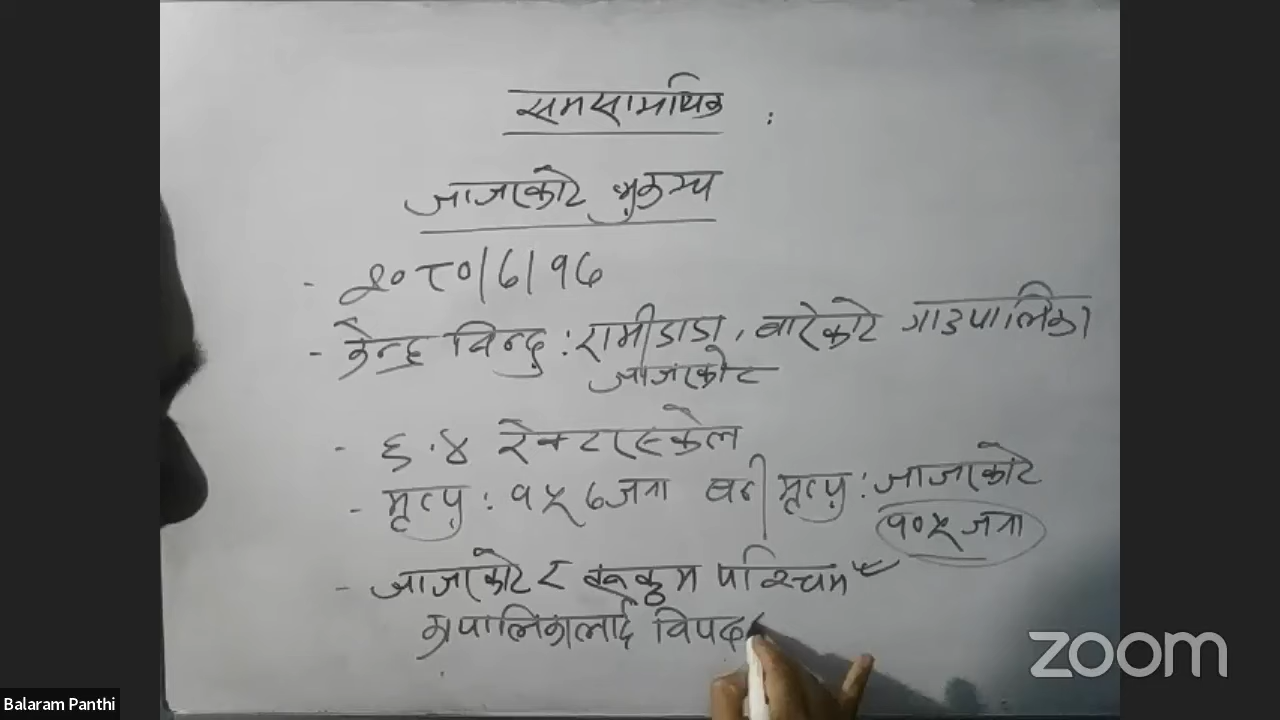 समसामयिक :
जाजरकोट भुकम्प
- २०८०/७/१७
- केन्द्र विन्दु : रामीडाडा, बारेकोट गाउपालिका
जाजरकोट
- ६.४ रेक्टरस्केल
- मृत्यु : १५७ जना बढी मृत्यु : जाजरकोट
१०५ जना
- जाजरकोट र रूकुम पश्चिम
विपद
zoom
Balaram Panthi